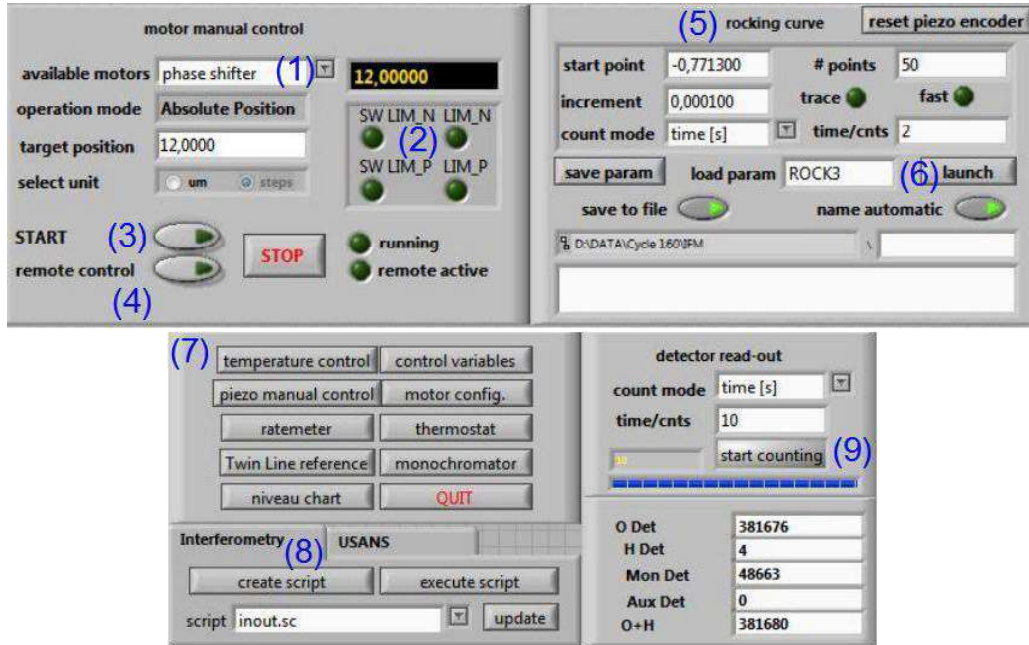 motor manual control
available motors phase shifter (1)
12,00000
operation mode Absolute Position
target position 12,0000
select unit um steps
SW LIM_N LIM_N
(2)
SW LIM_P LIM_P
START (3)
remote control
(4)
STOP
running
remote active
(5) rocking curve reset piezo encoder
start point -0,771300 # points 50
increment 0,000100 trace fast
count mode time [s] time/cnts 2
save param load param ROCK3 (6) launch
save to file name automatic
D:\DATA\Cycle 160\IFM \
(7) temperature control control variables
piezo manual control motor config.
ratemeter thermostat
Twin Line reference monochromator
niveau chart QUIT
Interferometry (8) USANS
create script execute script
script inout.sc update
detector read-out
count mode time [s]
time/cnts 10
10 start counting (9)
O Det 381676
H Det 4
Mon Det 48663
Aux Det 0
O+H 381680